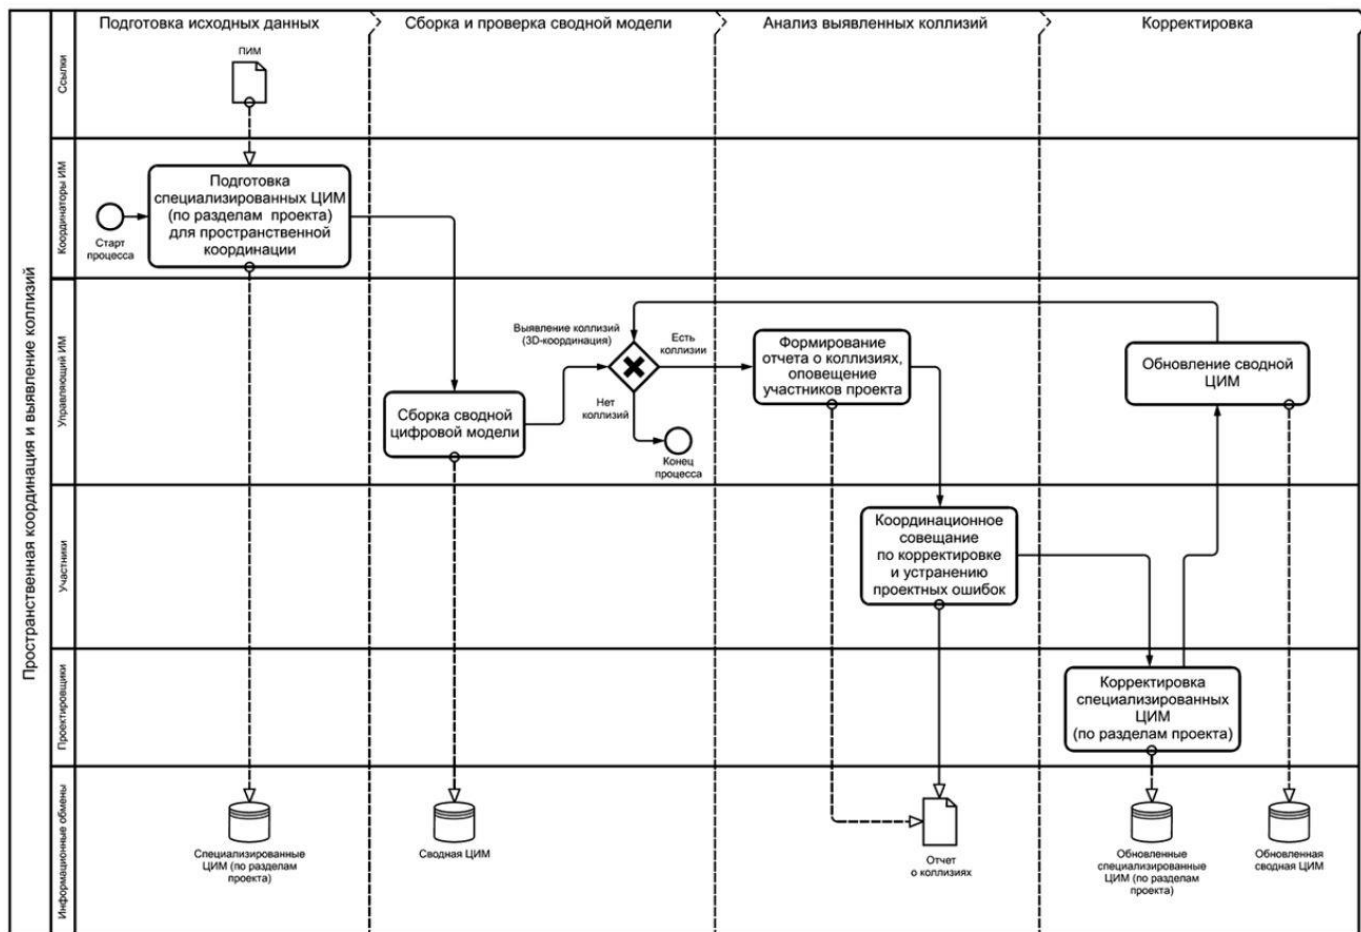 Подготовка исходных данных
Сборка и проверка сводной модели
Анализ выявленных коллизий
Корректировка
Пространственная координация и выявление коллизий
Ссылки
ПИМ
Координаторы ИМ
Старт
процесса
Подготовка
специализированных ЦИМ
(по разделам проекта)
для пространственной
координации
Управляющий ИМ
Сборка сводной
цифровой модели
Выявление коллизий
(3D-координация)
Есть
коллизии
Нет
коллизий
Конец
процесса
Формирование
отчета о коллизиях,
оповещение
участников проекта
Обновление сводной
ЦИМ
Участники
Координационное
совещание
по корректировке
и устранению
проектных ошибок
Проектировщики
Корректировка
специализированных
ЦИМ
(по разделам проекта)
Информационные обмены
Специализированные
ЦИМ (по разделам
проекта)
Сводная ЦИМ
Отчет
о коллизиях
Обновленные
специализированные
ЦИМ (по разделам
проекта)
Обновленная
сводная ЦИМ